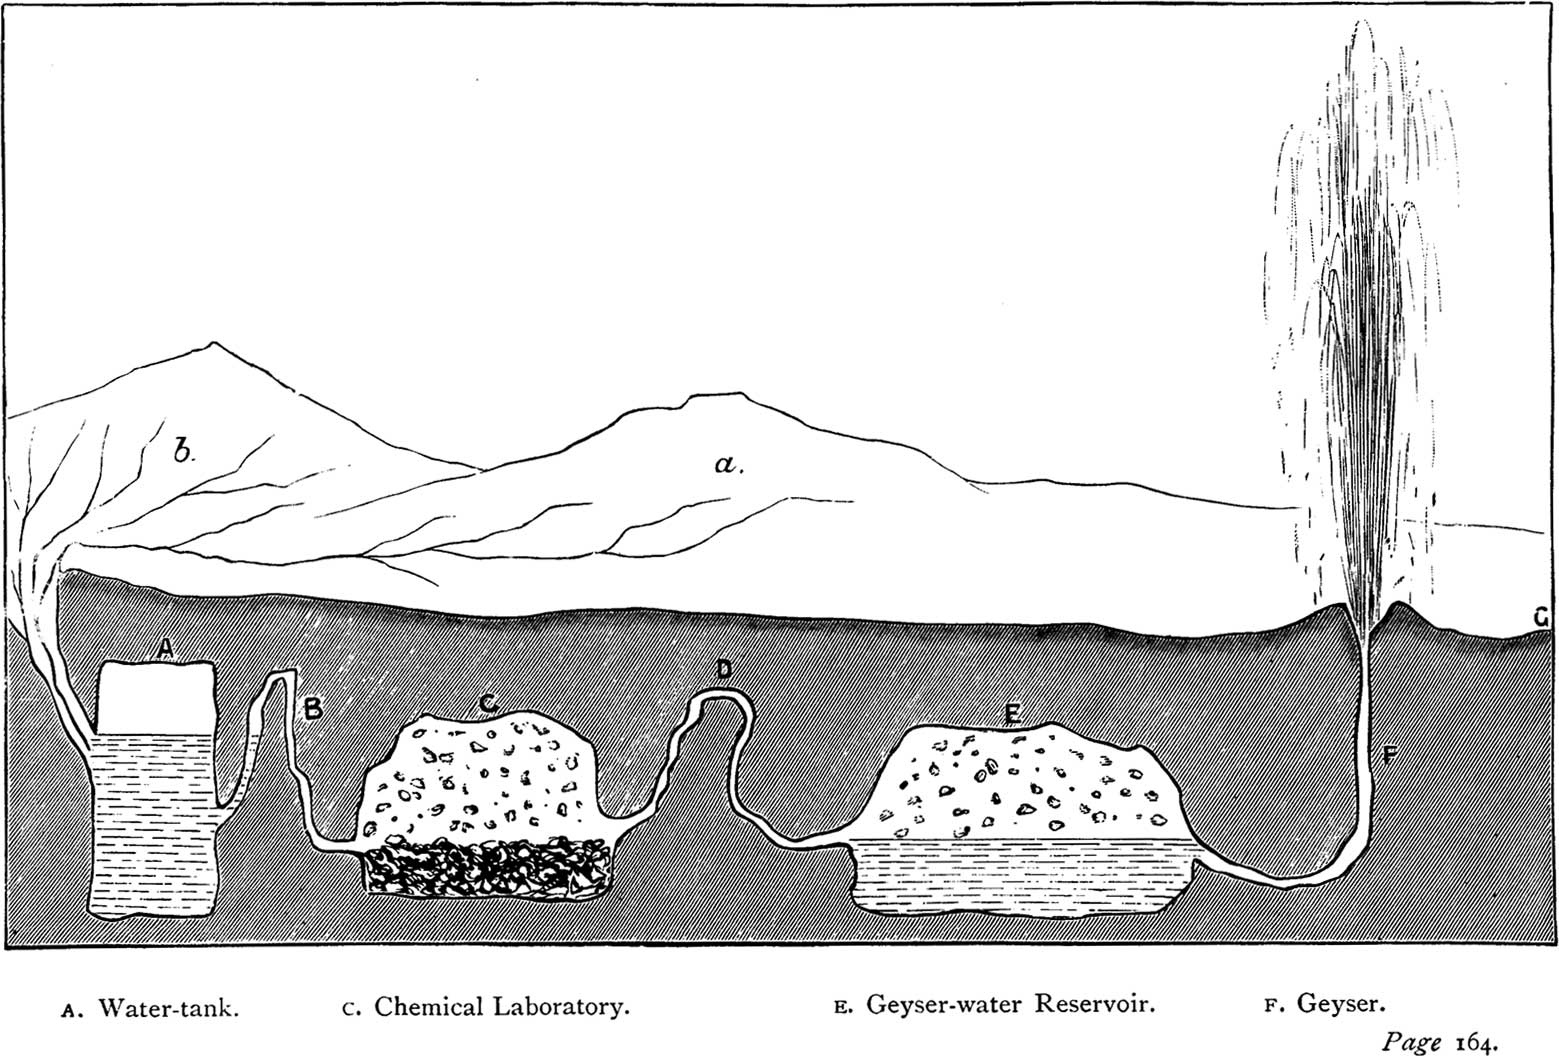 b.
a.
G
A
D
B
C
E
F
A. Water-tank.
C. Chemical Laboratory.
E. Geyser-water Reservoir.
F. Geyser.
Page 164.